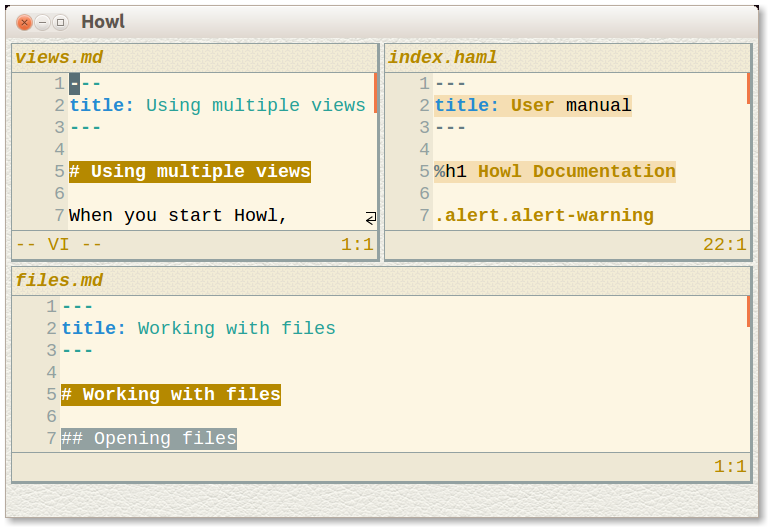 Howl
views.md
1 ---
2 title: Using multiple views
3 ---
4
5 # Using multiple views
6
7 When you start Howl,
-- VI -- 1:1
index.haml
1 ---
2 title: User manual
3 ---
4
5 %h1 Howl Documentation
6
7 .alert.alert-warning
22:1
files.md
1 ---
2 title: Working with files
3 ---
4
5 # Working with files
6
7 ## Opening files
1:1